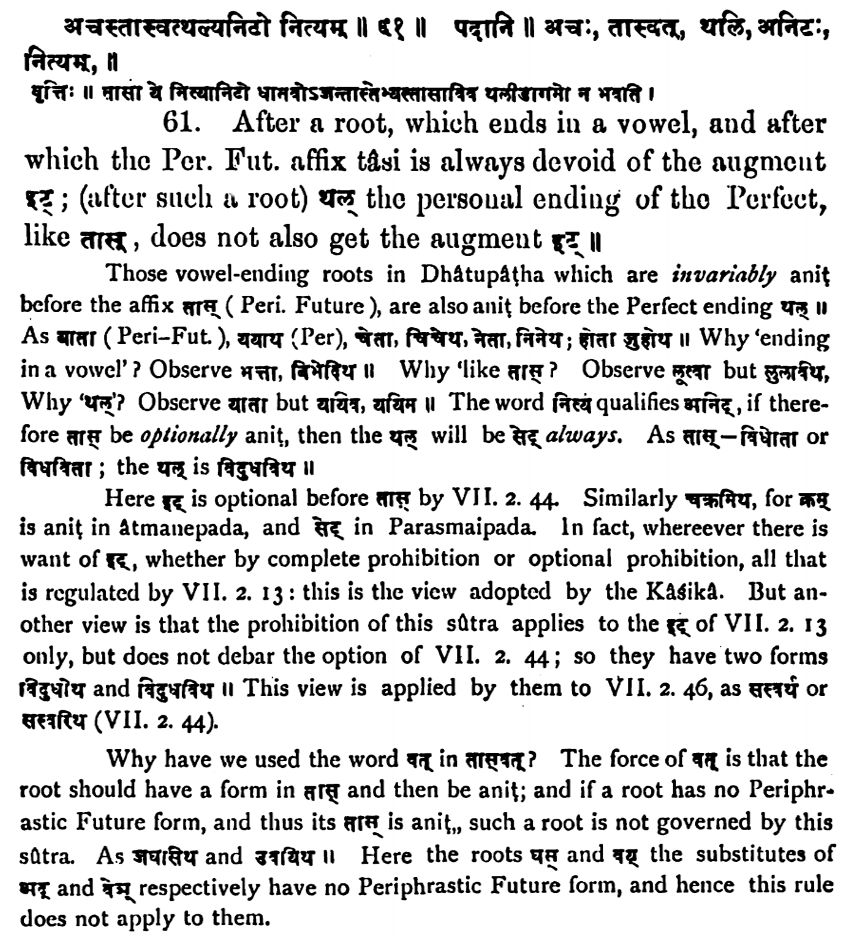 अचस्तास्वत्थल्यनिटो नित्यम् ॥ ६१ ॥ पदानि ॥ अचः, तास्वत्, थलि, अनिटः,
नित्यम्, ॥
वृत्तिः ॥ तासौ ये नित्यानिटो धातवोऽजन्तास्तेभ्यस्तासाविव थलीडागमो न भवति ।
61. After a root, which ends in a vowel, and after
which the Per. Fut. affix tâsi is always devoid of the augment
इट्; (after such a root) थल् the personal ending of the Perfect,
like तास्, does not also get the augment इट् ॥
Those vowel-ending roots in Dhâtupâṭha which are invariably aniṭ
before the affix तास् ( Peri. Future ), are also aniṭ before the Perfect ending थल् ॥
As याता ( Peri-Fut. ), ययाथ (Per), चेता, चिचेथ, नेता, निनेथ; होता जुहोथ ॥ Why 'ending
in a vowel' ? Observe भत्ता, बिभेदिथ ॥ Why 'like तास् ? Observe लूत्वा but लुलविथ,
Why 'थल्'? Observe याता but ययिव, ययिम ॥ The word नित्यं qualifies अनिट्, if there-
fore तास् be optionally aniṭ, then the थल् will be सेट् always. As तास्—विधोता or
विधविता; the थल् is विदुधविथ ॥
Here इट् is optional before तास् by VII. 2. 44. Similarly चक्रमिथ, for क्रम्
is aniṭ in âtmanepada, and सेट् in Parasmaipada. In fact, whereever there is
want of इट्, whether by complete prohibition or optional prohibition, all that
is regulated by VII. 2. 13: this is the view adopted by the Kâśikâ. But an-
other view is that the prohibition of this sûtra applies to the इट् of VII. 2. 13
only, but does not debar the option of VII. 2. 44; so they have two forms
विदुधोथ and विदुधविथ ॥ This view is applied by them to VII. 2. 46, as सस्वर्थ or
सस्वरिथ (VII. 2. 44).
Why have we used the word वत् in तास्वत्? The force of वत् is that the
root should have a form in तास् and then be aniṭ; and if a root has no Periphr-
astic Future form, and thus its तास् is aniṭ,, such a root is not governed by this
sûtra. As जघसिथ and उवयिथ ॥ Here the roots घस् and वय् the substitutes of
अद् and वेञ् respectively have no Periphrastic Future form, and hence this rule
does not apply to them.